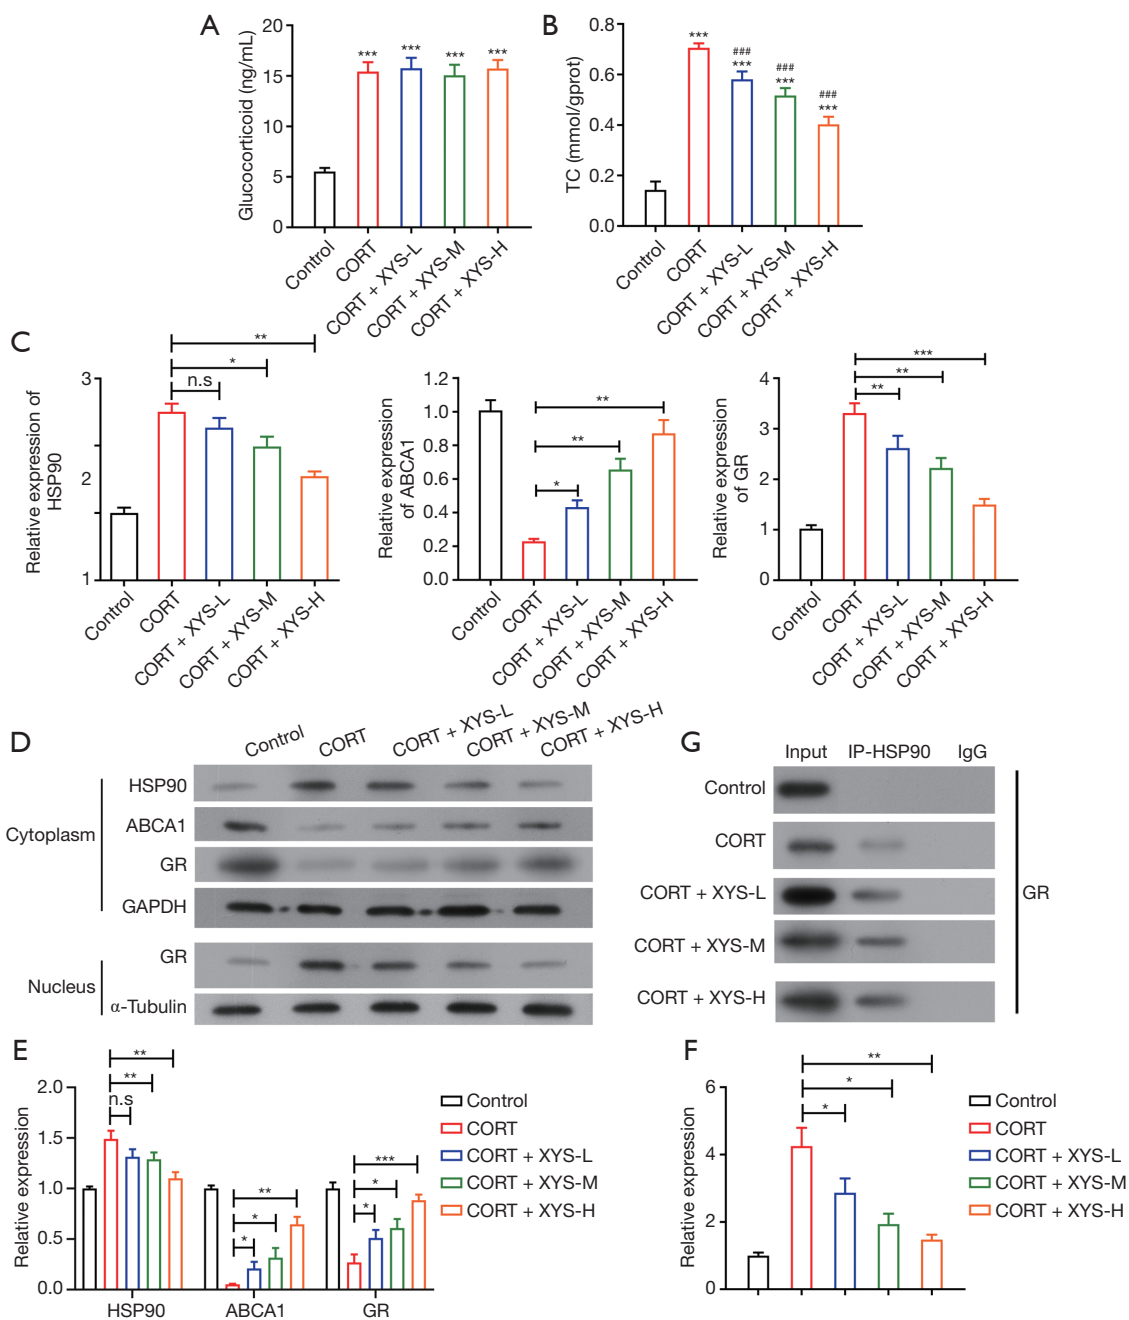 A
Glucocorticoid (ng/mL)
20
15
10
5
0
***
***
***
***
Control
CORT
CORT + XYS-L
CORT + XYS-M
CORT + XYS-H
B
TC (mmol/gprot)
0.8
0.6
0.4
0.2
0.0
***
###
***
###
***
###
***
Control
CORT
CORT + XYS-L
CORT + XYS-M
CORT + XYS-H
C
Relative expression of
HSP90
3
2
1
**
*
n.s
Control
CORT
CORT + XYS-L
CORT + XYS-M
CORT + XYS-H
Relative expression
of ABCA1
1.2
1.0
0.8
0.6
0.4
0.2
0.0
**
**
*
Control
CORT
CORT + XYS-L
CORT + XYS-M
CORT + XYS-H
Relative expression
of GR
4
3
2
1
0
***
**
**
Control
CORT
CORT + XYS-L
CORT + XYS-M
CORT + XYS-H
D
Control
CORT
CORT + XYS-L
CORT + XYS-M
CORT + XYS-H
Cytoplasm
HSP90
ABCA1
GR
GAPDH
Nucleus
GR
α-Tubulin
G
Input
IP-HSP90
IgG
Control
CORT
CORT + XYS-L
CORT + XYS-M
CORT + XYS-H
GR
E
Relative expression
2.0
1.5
1.0
0.5
0.0
**
**
n.s
**
*
*
***
*
*
HSP90
ABCA1
GR
Control
CORT
CORT + XYS-L
CORT + XYS-M
CORT + XYS-H
F
Relative expression
6
4
2
0
**
*
*
Control
CORT
CORT + XYS-L
CORT + XYS-M
CORT + XYS-H